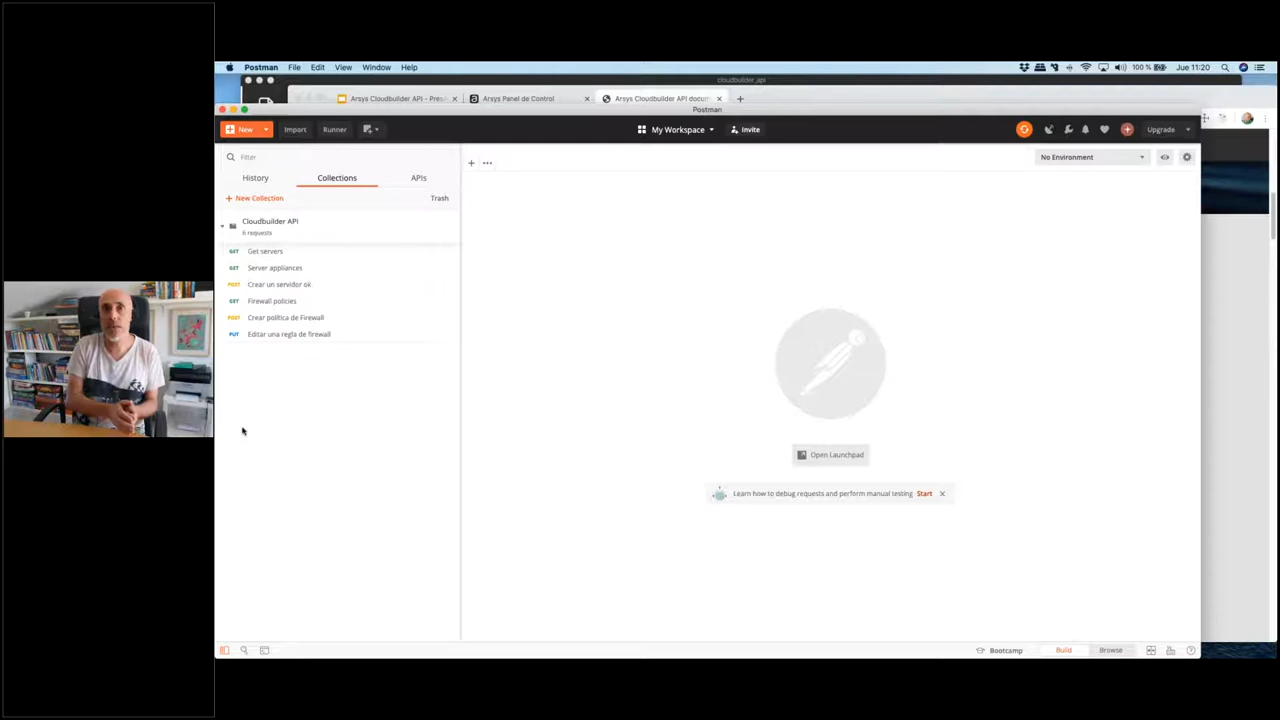 Postman File Edit View Window Help
100 % Jue 11:20
cloudbuilder_api
Arsys Cloudbuilder API - Pres
Arsys Panel de Control
Arsys Cloudbuilder API docum
Postman
New Import Runner
My Workspace
Invite
Upgrade
Filter
No Environment
History Collections APIs
+ New Collection
Trash
Cloudbuilder API
6 requests
GET Get servers
GET Server appliances
POST Crear un servidor ok
GET Firewall policies
POST Crear política de Firewall
PUT Editar una regla de firewall
Open Launchpad
Learn how to debug requests and perform manual testing Start
Bootcamp
Build
Browse